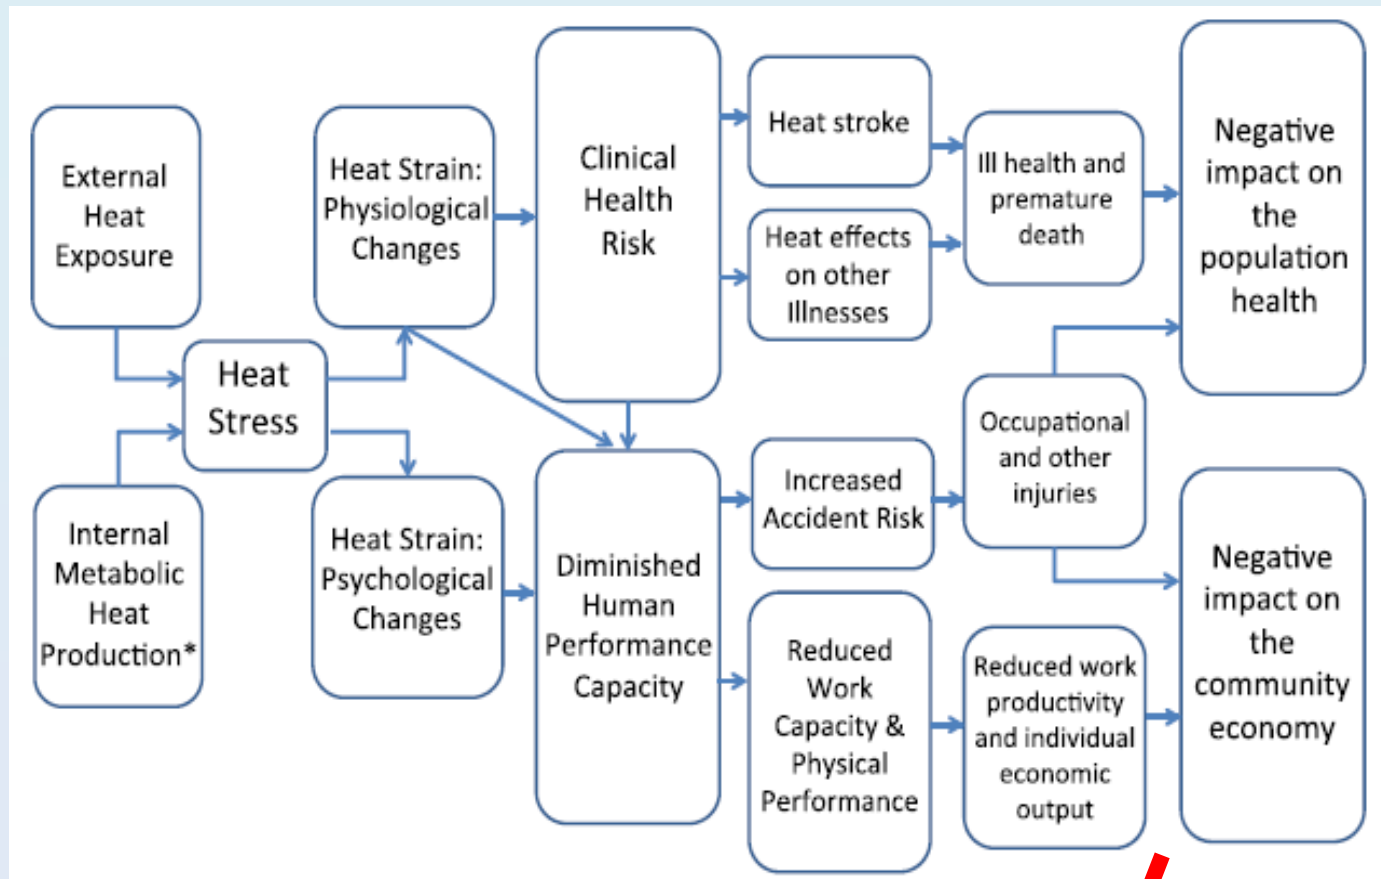 External
Heat
Exposure
Internal
Metabolic
Heat
Production*
Heat
Stress
Heat Strain:
Physiological
Changes
Heat Strain:
Psychological
Changes
Clinical
Health
Risk
Diminished
Human
Performance
Capacity
Heat stroke
Heat effects
on other
Illnesses
Increased
Accident Risk
Reduced
Work
Capacity &
Physical
Performance
Ill health and
premature
death
Occupational
and other
injuries
Reduced work
productivity
and individual
economic
output
Negative
impact on
the
population
health
Negative
impact on
the
community
economy